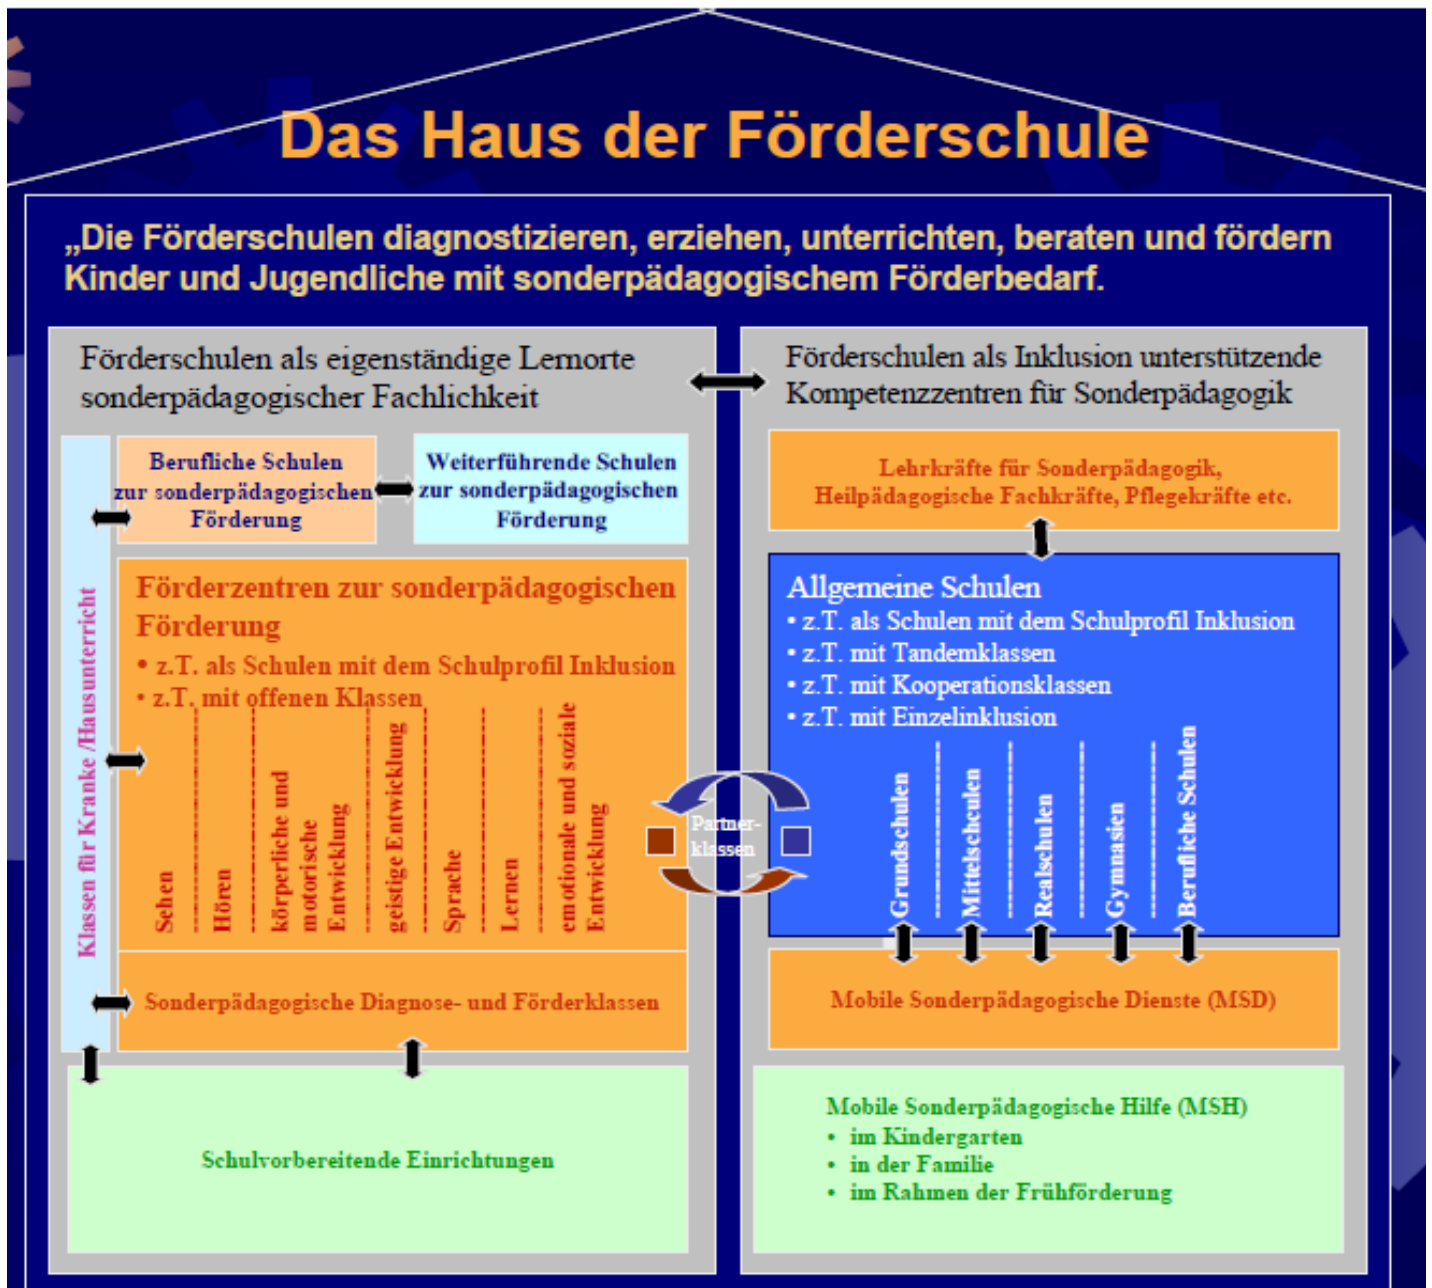 Das Haus der Förderschule
„Die Förderschulen diagnostizieren, erziehen, unterrichten, beraten und fördern
Kinder und Jugendliche mit sonderpädagogischem Förderbedarf.
Förderschulen als eigenständige Lernorte
sonderpädagogischer Fachlichkeit
Berufliche Schulen
zur sonderpädagogischen
Förderung
Weiterführende Schulen
zur sonderpädagogischen
Förderung
Klassen für Kranke /Hausunterricht
Förderzentren zur sonderpädagogischen
Förderung
• z.T. als Schulen mit dem Schulprofil Inklusion
• z.T. mit offenen Klassen
Sehen
Hören
körperliche und
motorische
Entwicklung
geistige Entwicklung
Sprache
Lernen
emotionale und soziale
Entwicklung
Sonderpädagogische Diagnose- und Förderklassen
Schulvorbereitende Einrichtungen
Partner-
klassen
Förderschulen als Inklusion unterstützende
Kompetenzzentren für Sonderpädagogik
Lehrkräfte für Sonderpädagogik,
Heilpädagogische Fachkräfte, Pflegekräfte etc.
Allgemeine Schulen
• z.T. als Schulen mit dem Schulprofil Inklusion
• z.T. mit Tandemklassen
• z.T. mit Kooperationsklassen
• z.T. mit Einzelinklusion
Grundschulen
Mittelschculen
Realschulen
Gymnasien
Berufliche Schulen
Mobile Sonderpädagogische Dienste (MSD)
Mobile Sonderpädagogische Hilfe (MSH)
• im Kindergarten
• in der Familie
• im Rahmen der Frühförderung